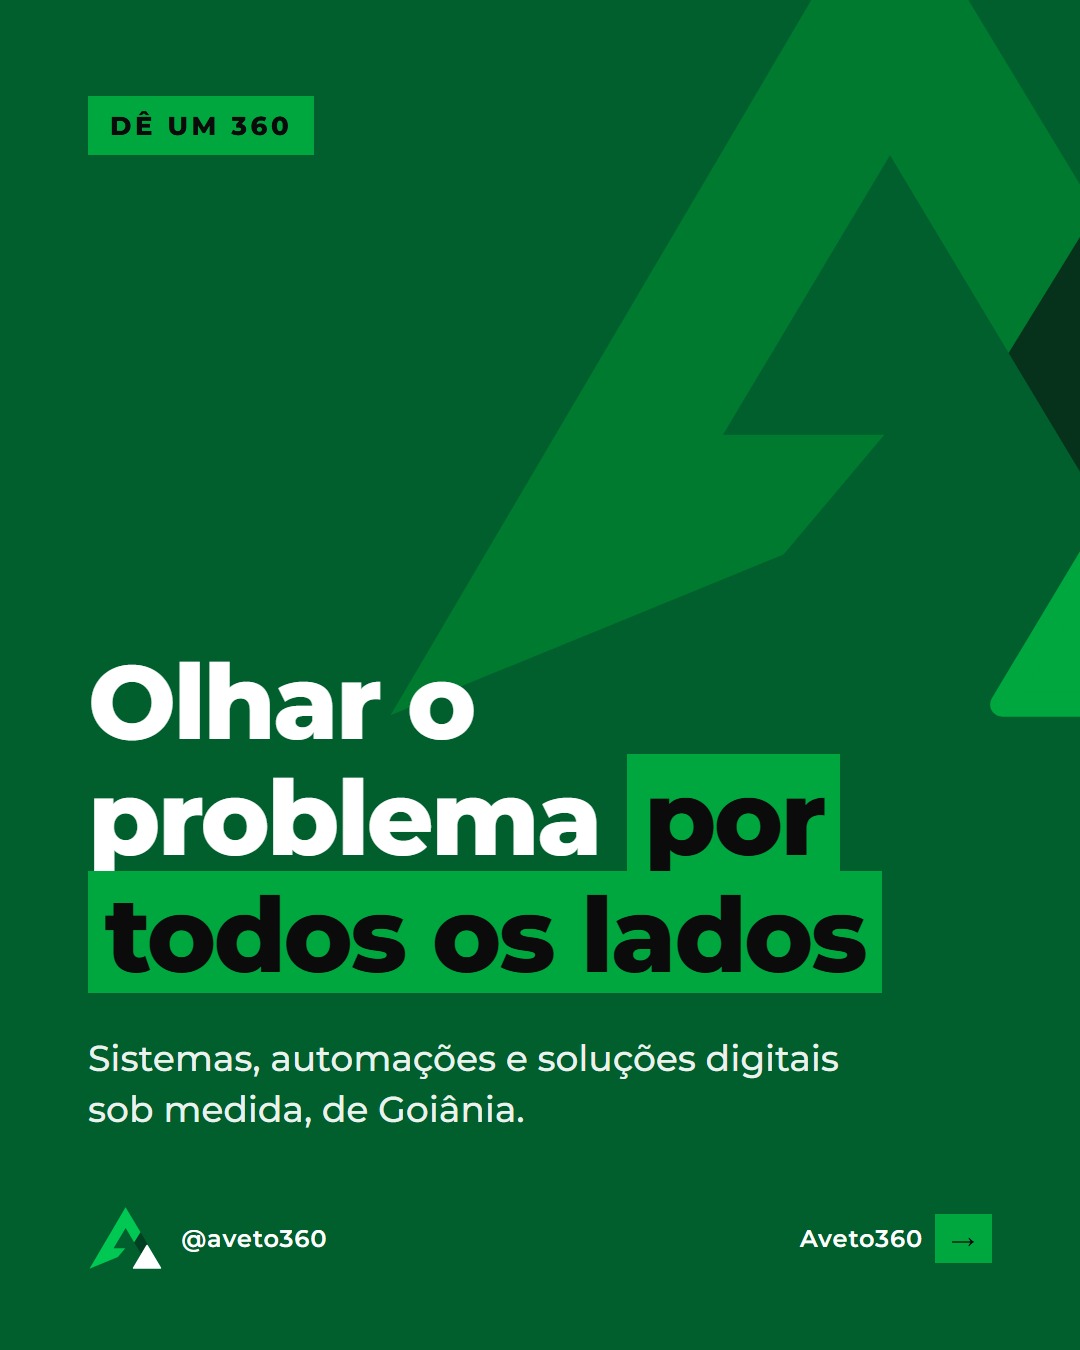 DÊ UM 360
Olhar o
problema por
todos os lados
Sistemas, automações e soluções digitais
sob medida, de Goiânia.
@aveto360
Aveto360 →